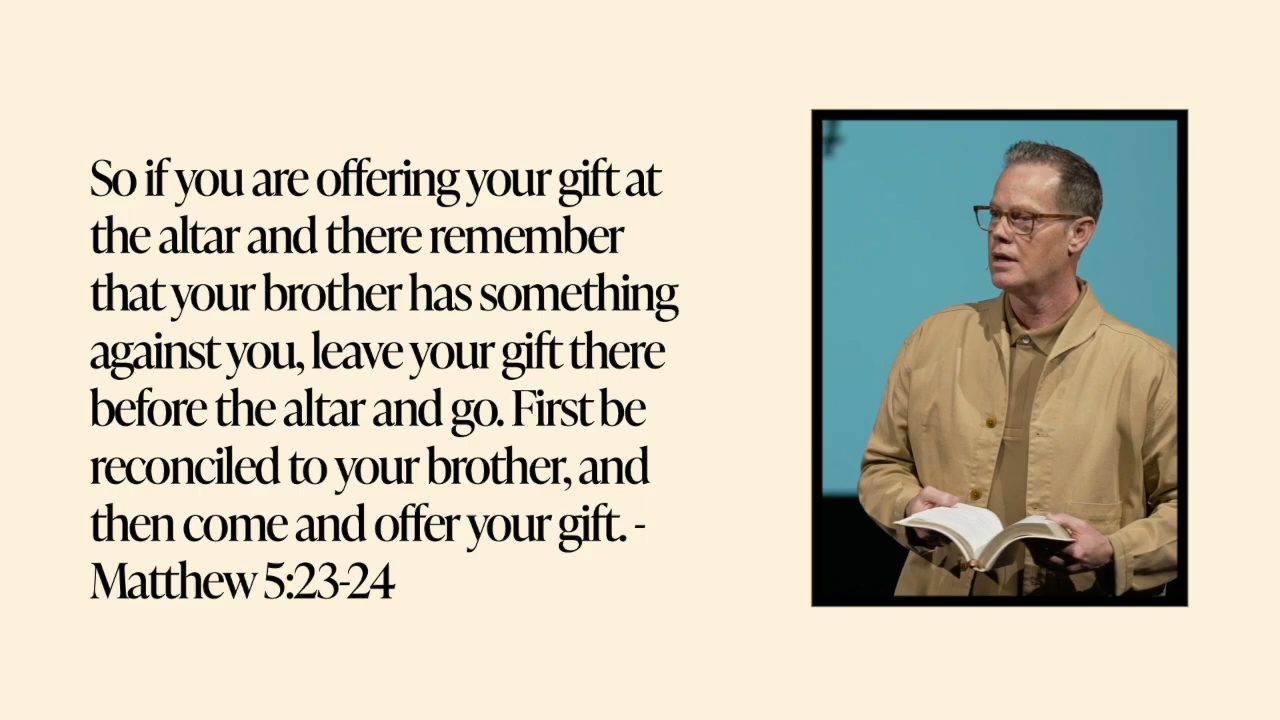 So if you are offering your gift at
the altar and there remember
that your brother has something
against you, leave your gift there
before the altar and go. First be
reconciled to your brother, and
then come and offer your gift. -
Matthew 5:23-24